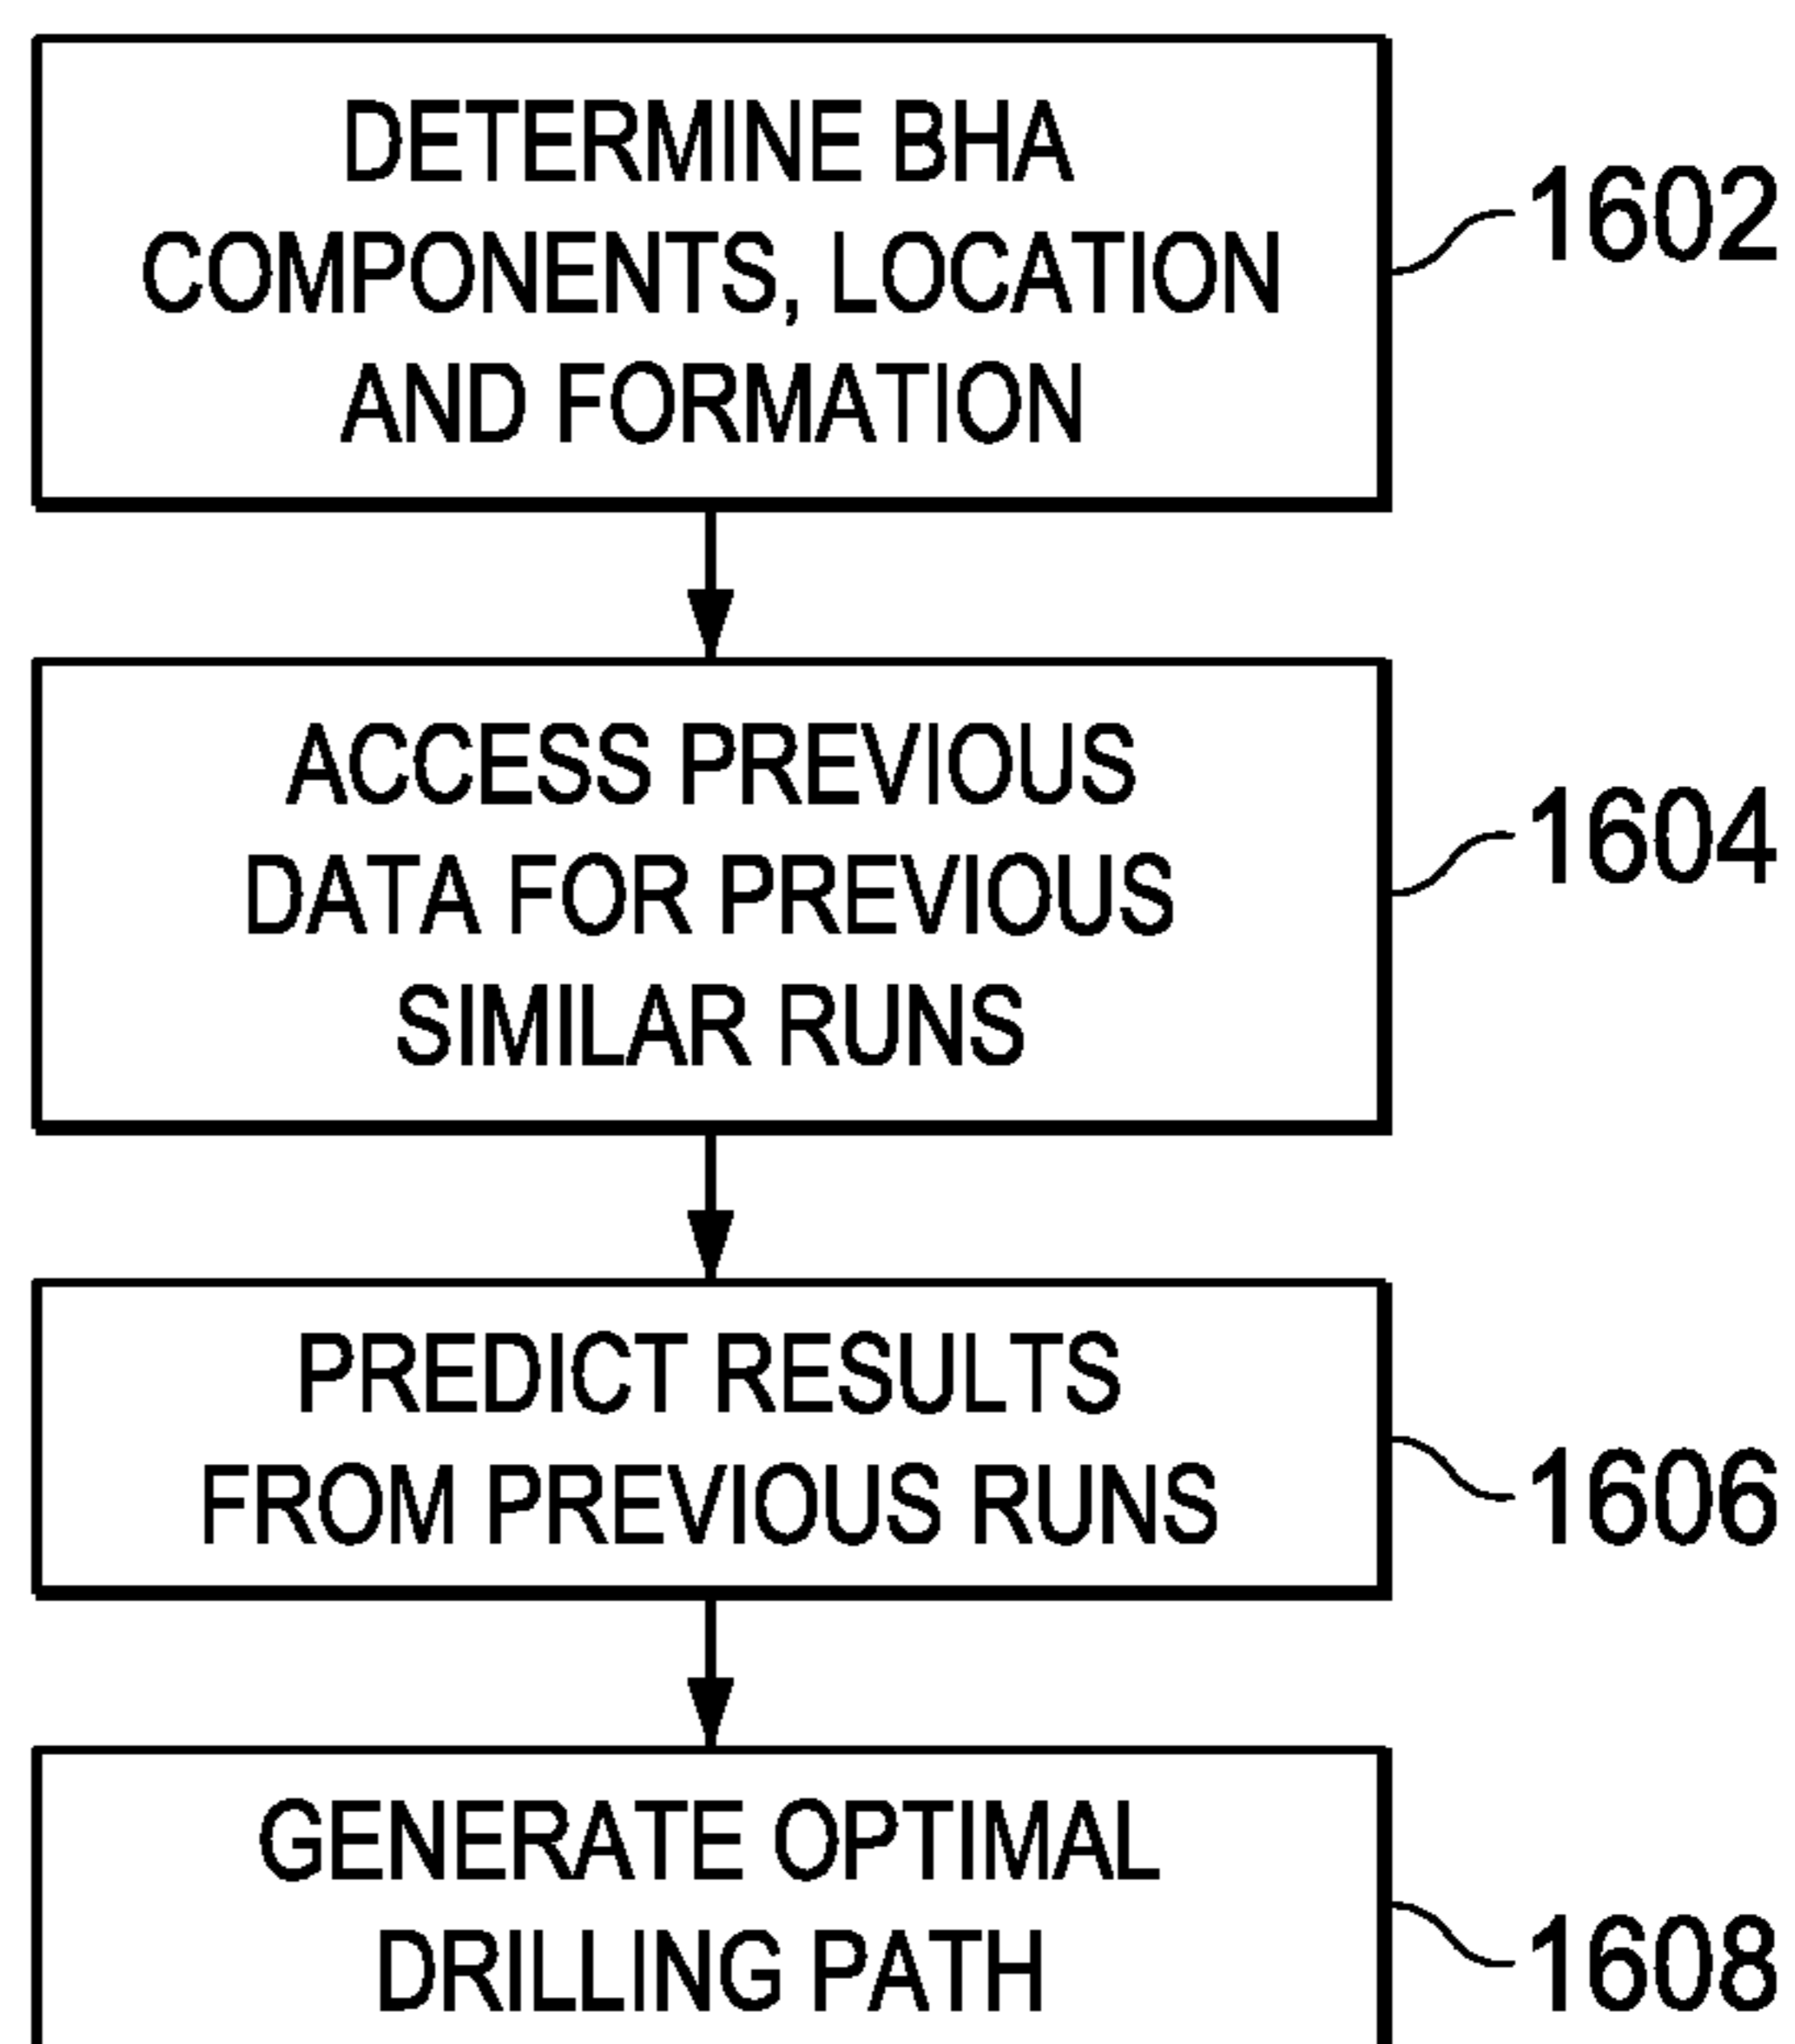 DETERMINE BHA
COMPONENTS, LOCATION
AND FORMATION
1602
ACCESS PREVIOUS
DATA FOR PREVIOUS
SIMILAR RUNS
1604
PREDICT RESULTS
FROM PREVIOUS RUNS
1606
GENERATE OPTIMAL
DRILLING PATH
1608